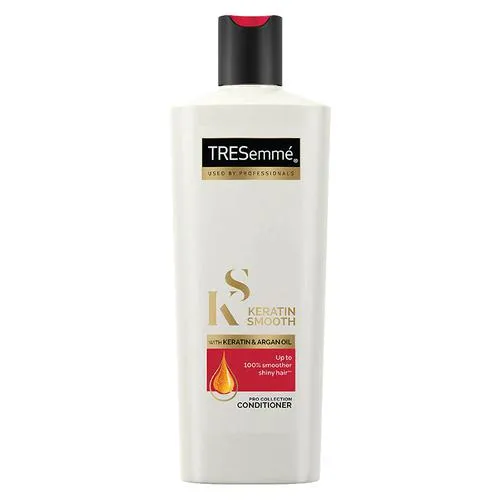 TRESemmé®
USED BY PROFESSIONALS
KS
KERATIN
SMOOTH
WITH KERATIN & ARGAN OIL
Up to
100% smoother
shiny hair
PRO COLLECTION
CONDITIONER